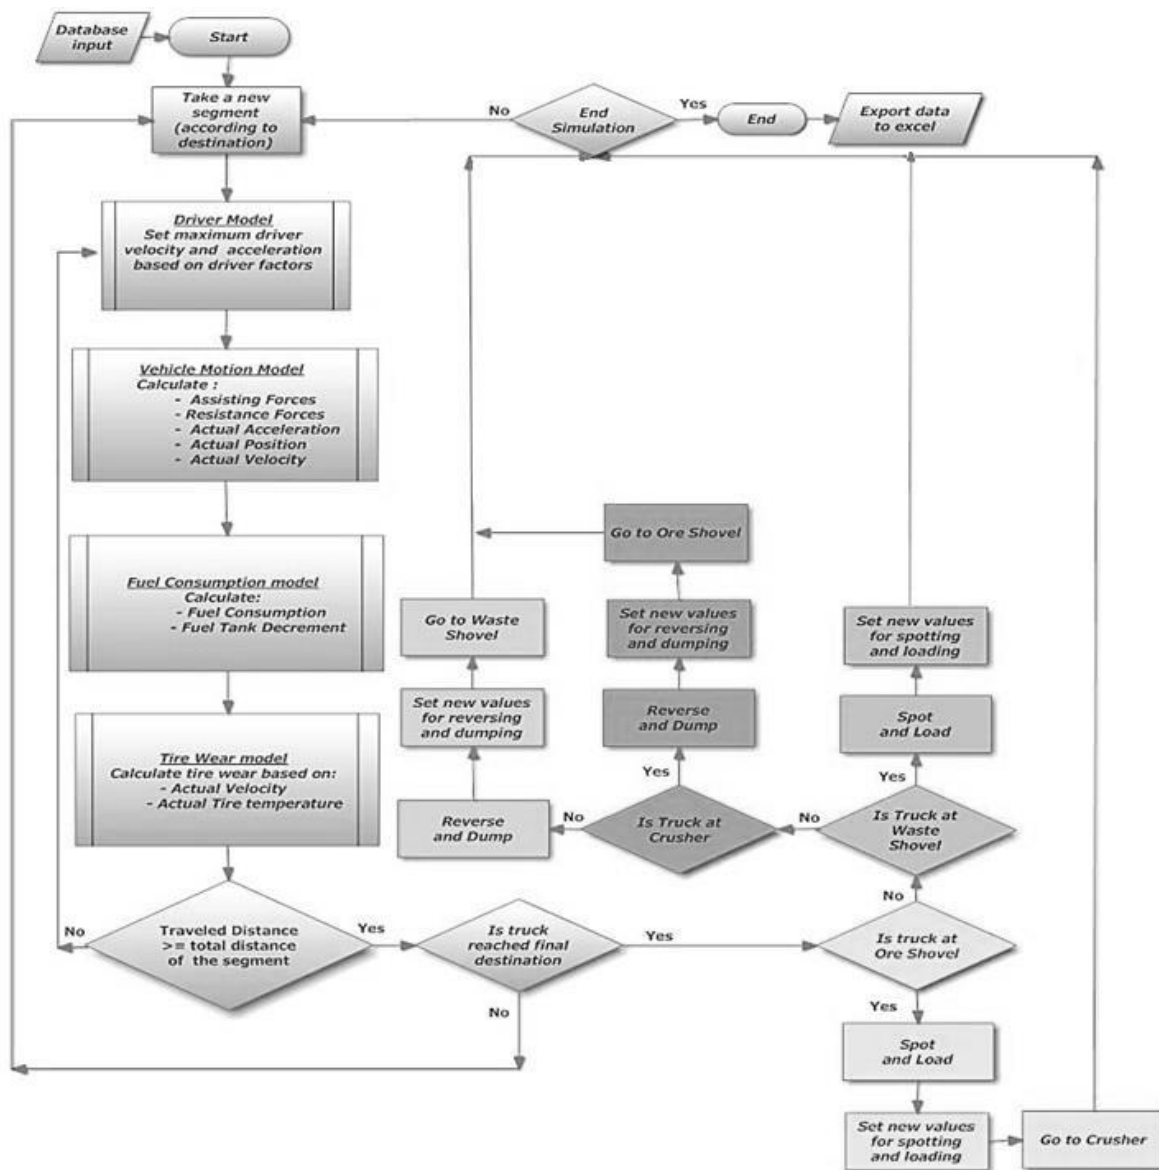 Database
input
Start
Take a new
segment
(according to
destination)
No
End
Simulation
Yes
End
Export data
to excel
Driver Model
Set maximum driver
velocity and acceleration
based on driver factors
Vehicle Motion Model
Calculate :
- Assisting Forces
- Resistance Forces
- Actual Acceleration
- Actual Position
- Actual Velocity
Fuel Consumption model
Calculate:
- Fuel Consumption
- Fuel Tank Decrement
Tire Wear model
Calculate tire wear based on:
- Actual Velocity
- Actual Tire temperature
No
Traveled Distance
>= total distance
of the segment
Yes
Is truck
reached final
destination
Yes
No
Is truck at
Ore Shovel
No
Yes
Is Truck at
Waste
Shovel
Yes
No
Is Truck at
Crusher
Yes
No
Go to Ore Shovel
Set new values
for reversing
and dumping
Reverse
and Dump
Go to Waste
Shovel
Set new values
for reversing
and dumping
Reverse
and Dump
Set new values
for spotting
and loading
Spot
and Load
Spot
and Load
Set new values
for spotting
and loading
Go to Crusher